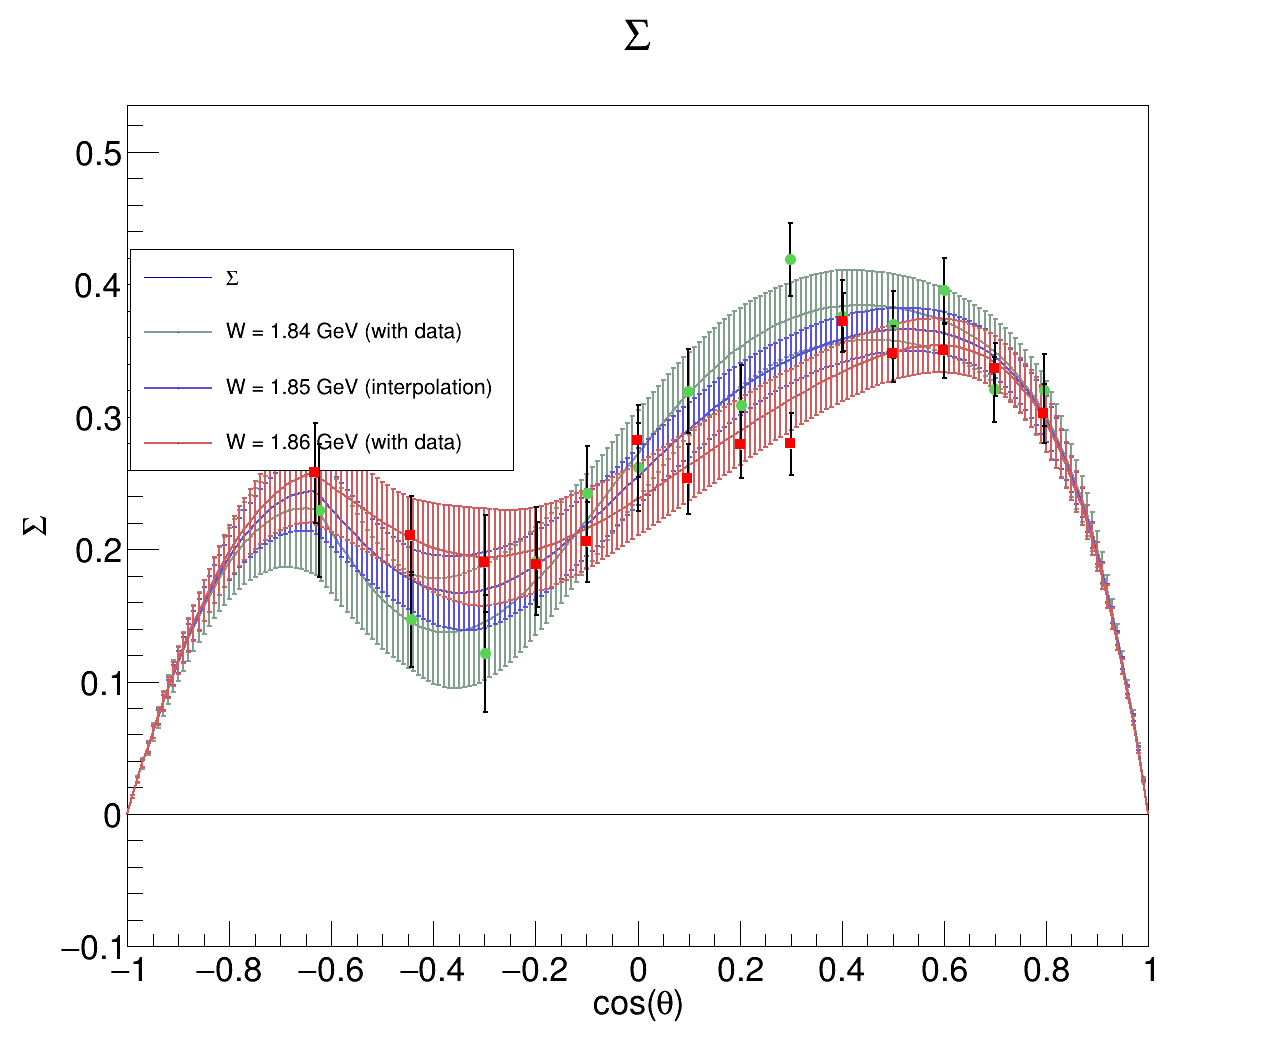 Σ
0.5
0.4
0.3
0.2
0.1
0
−0.1
Σ
Σ
W = 1.84 GeV (with data)
W = 1.85 GeV (interpolation)
W = 1.86 GeV (with data)
−1 −0.8 −0.6 −0.4 −0.2 0 0.2 0.4 0.6 0.8 1
cos(θ)